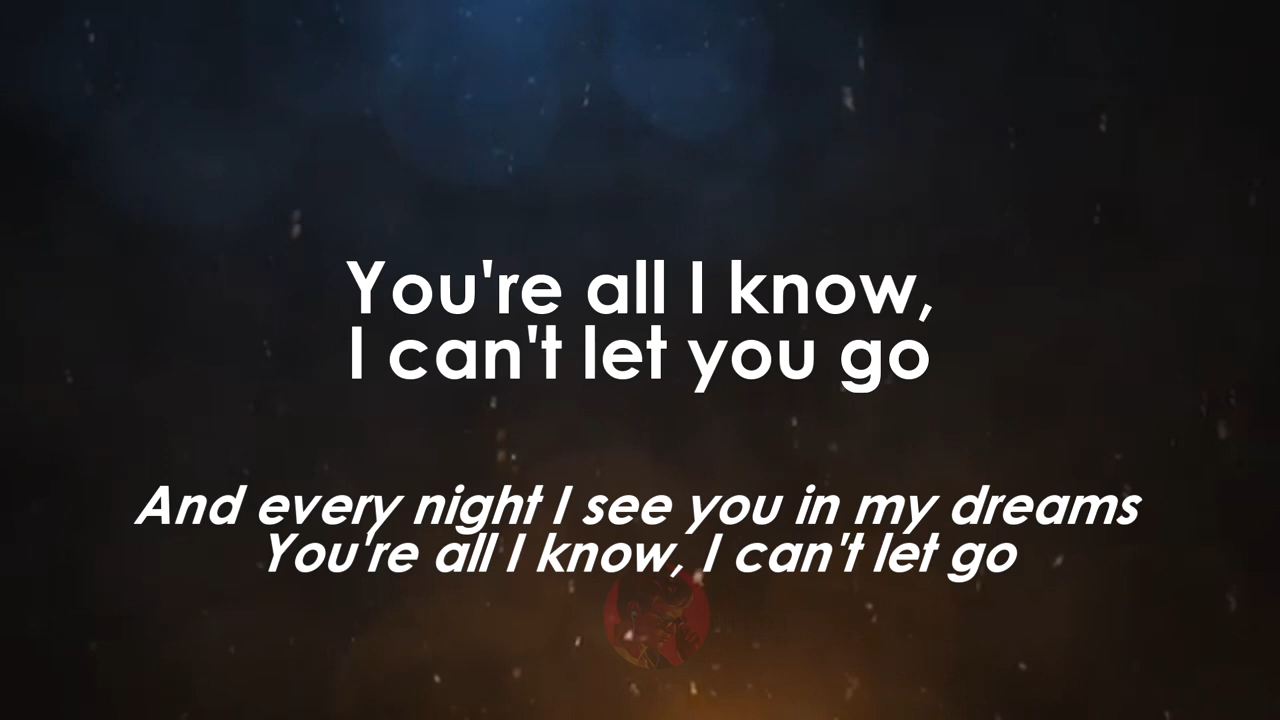 You're all I know,
I can't let you go
And every night I see you in my dreams
You're all I know, I can't let go